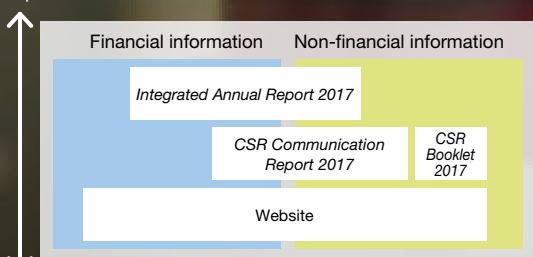 Financial information
Non-financial information
Integrated Annual Report 2017
CSR Communication
Report 2017
CSR
Booklet
2017
Website